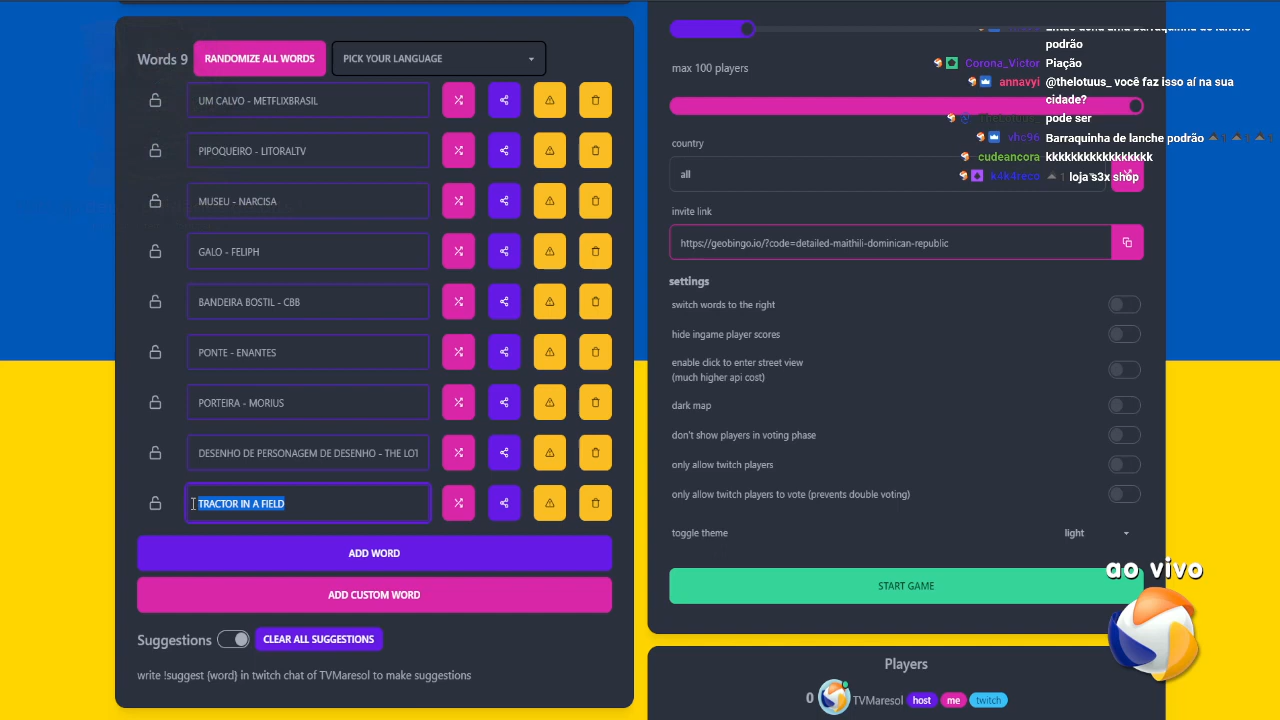 Words 9
RANDOMIZE ALL WORDS
PICK YOUR LANGUAGE
UM CALVO - METFLIXBRASIL
PIPOQUEIRO - LITORALTV
MUSEU - NARCISA
GALO - FELIPH
BANDEIRA BOSTIL - CBB
PONTE - ENANTES
PORTEIRA - MORIUS
DESENHO DE PERSONAGEM DE DESENHO - THE LOT
TRACTOR IN A FIELD
ADD WORD
ADD CUSTOM WORD
Suggestions
CLEAR ALL SUGGESTIONS
write !suggest (word) in twitch chat of TVMaresol to make suggestions
max 100 players
country
all
invite link
https://geobingo.io/?code=detailed-maithili-dominican-republic
settings
switch words to the right
hide ingame player scores
enable click to enter street view
(much higher api cost)
dark map
don't show players in voting phase
only allow twitch players
only allow twitch players to vote (prevents double voting)
toggle theme
light
START GAME
Players
0 TVMaresol host me twitch
podrão
Corona_Victor Piação
annavyi @thelotuus_ você faz isso aí na sua
cidade?
pode ser
vhc96 Barraquinha de lanche podrão
cudeancora kkkkkkkkkkkkkkkkkk
k4k4reco 1 loja s3x shop
ao vivo